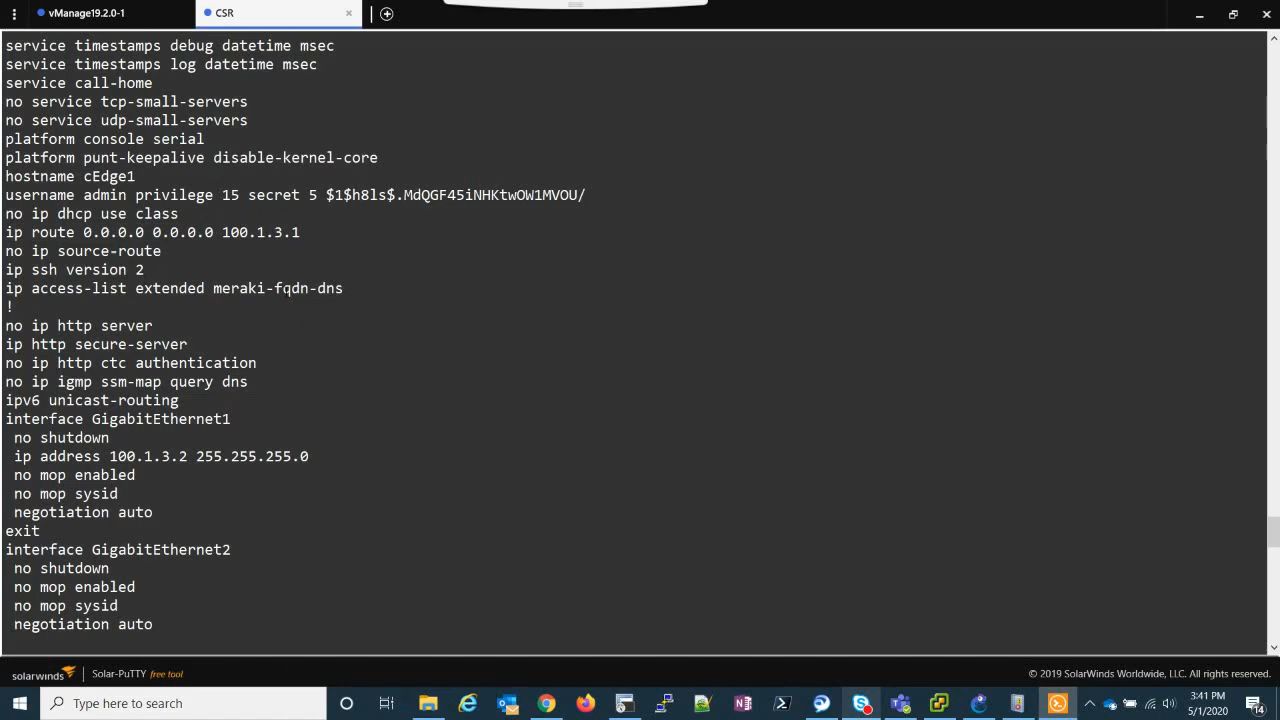 vManage19.2.0-1
CSR
service timestamps debug datetime msec
service timestamps log datetime msec
service call-home
no service tcp-small-servers
no service udp-small-servers
platform console serial
platform punt-keepalive disable-kernel-core
hostname cEdge1
username admin privilege 15 secret 5 $1$h8ls$.MdQGF45iNHKtwOW1MVOU/
no ip dhcp use class
ip route 0.0.0.0 0.0.0.0 100.1.3.1
no ip source-route
ip ssh version 2
ip access-list extended meraki-fqdn-dns
!
no ip http server
ip http secure-server
no ip http ctc authentication
no ip igmp ssm-map query dns
ipv6 unicast-routing
interface GigabitEthernet1
no shutdown
ip address 100.1.3.2 255.255.255.0
no mop enabled
no mop sysid
negotiation auto
exit
interface GigabitEthernet2
no shutdown
no mop enabled
no mop sysid
negotiation auto
solarwinds Solar-PuTTY free tool
© 2019 SolarWinds Worldwide, LLC. All rights reserved.
Type here to search
3:41 PM
5/1/2020
14